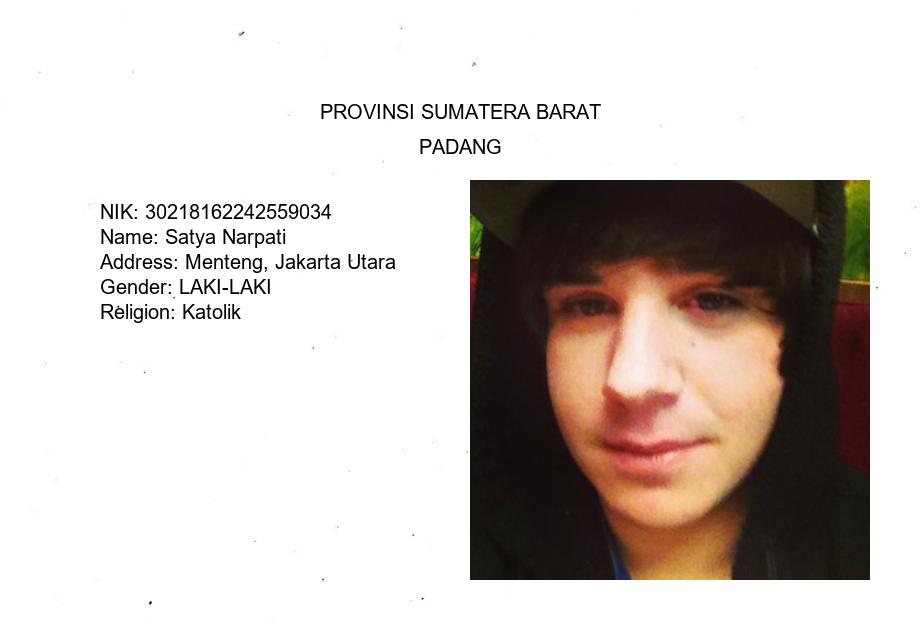 PROVINSI SUMATERA BARAT
PADANG
NIK: 30218162242559034
Name: Satya Narpati
Address: Menteng, Jakarta Utara
Gender: LAKI-LAKI
Religion: Katolik